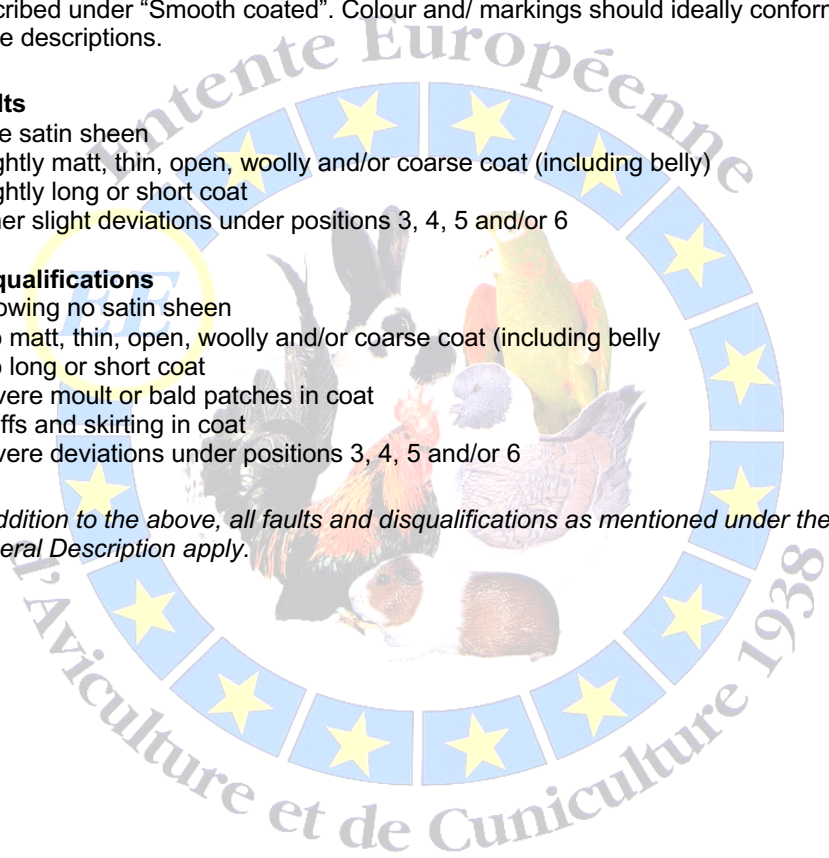 cribed under “Smooth coated”. Colour and/ markings should ideally conform
e descriptions.
lts
e satin sheen
ghtly matt, thin, open, woolly and/or coarse coat (including belly)
ghtly long or short coat
er slight deviations under positions 3, 4, 5 and/or 6
qualifications
owing no satin sheen
o matt, thin, open, woolly and/or coarse coat (including belly
o long or short coat
vere moult or bald patches in coat
ffs and skirting in coat
vere deviations under positions 3, 4, 5 and/or 6
ddition to the above, all faults and disqualifications as mentioned under the
eral Description apply.
Entente Européenne
EE
d'Aviculture et de Cuniculture 1938